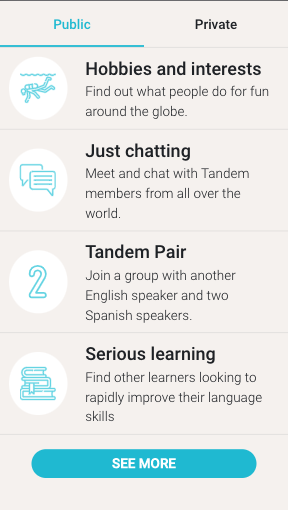 Public
Private
Hobbies and interests
Find out what people do for fun
around the globe.
Just chatting
Meet and chat with Tandem
members from all over the
world.
2
Tandem Pair
Join a group with another
English speaker and two
Spanish speakers.
Serious learning
Find other learners looking to
rapidly improve their language
skills
SEE MORE